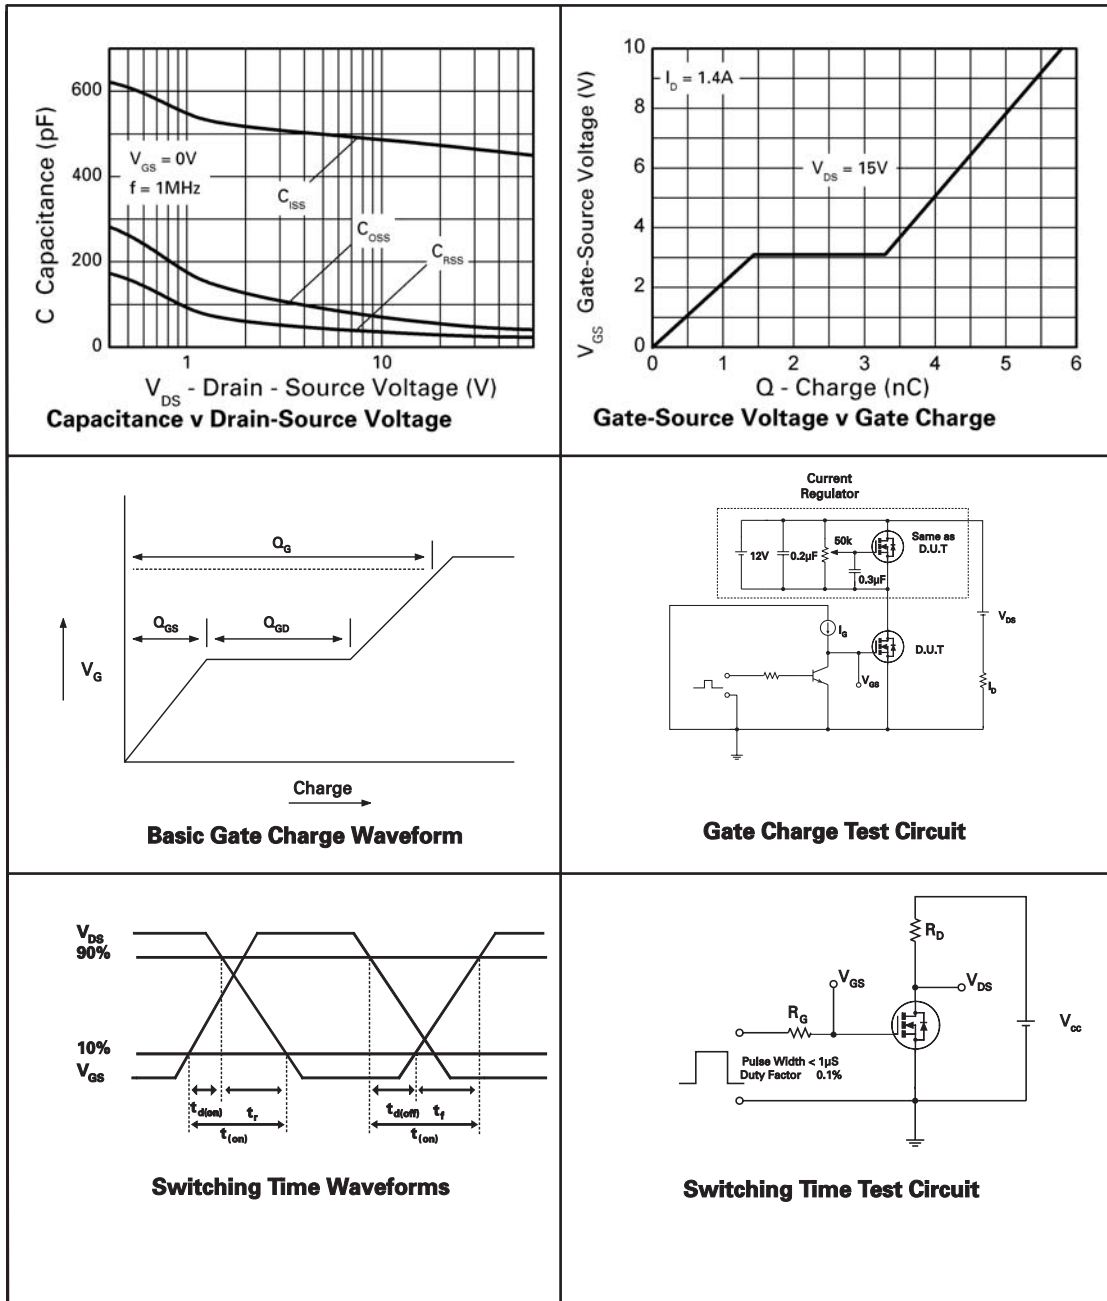 600
400
200
0
C Capacitance (pF)
V_GS = 0V
f = 1MHz
C_ISS
C_OSS
C_RSS
1
10
V_DS - Drain - Source Voltage (V)
Capacitance v Drain-Source Voltage
10
8
6
4
2
0
V_GS Gate-Source Voltage (V)
I_D = 1.4A
V_DS = 15V
0 1 2 3 4 5 6
Q - Charge (nC)
Gate-Source Voltage v Gate Charge
Q_G
Q_GS
Q_GD
V_G
Charge
Basic Gate Charge Waveform
Current
Regulator
12V
0.2µF
50k
0.3µF
Same as
D.U.T
I_G
V_DS
D.U.T
V_GS
I_D
Gate Charge Test Circuit
V_DS
90%
10%
V_GS
t_d(on)
t_r
t_(on)
t_d(off)
t_f
t_(on)
Switching Time Waveforms
R_D
V_GS
V_DS
R_G
V_cc
Pulse Width < 1µS
Duty Factor 0.1%
Switching Time Test Circuit